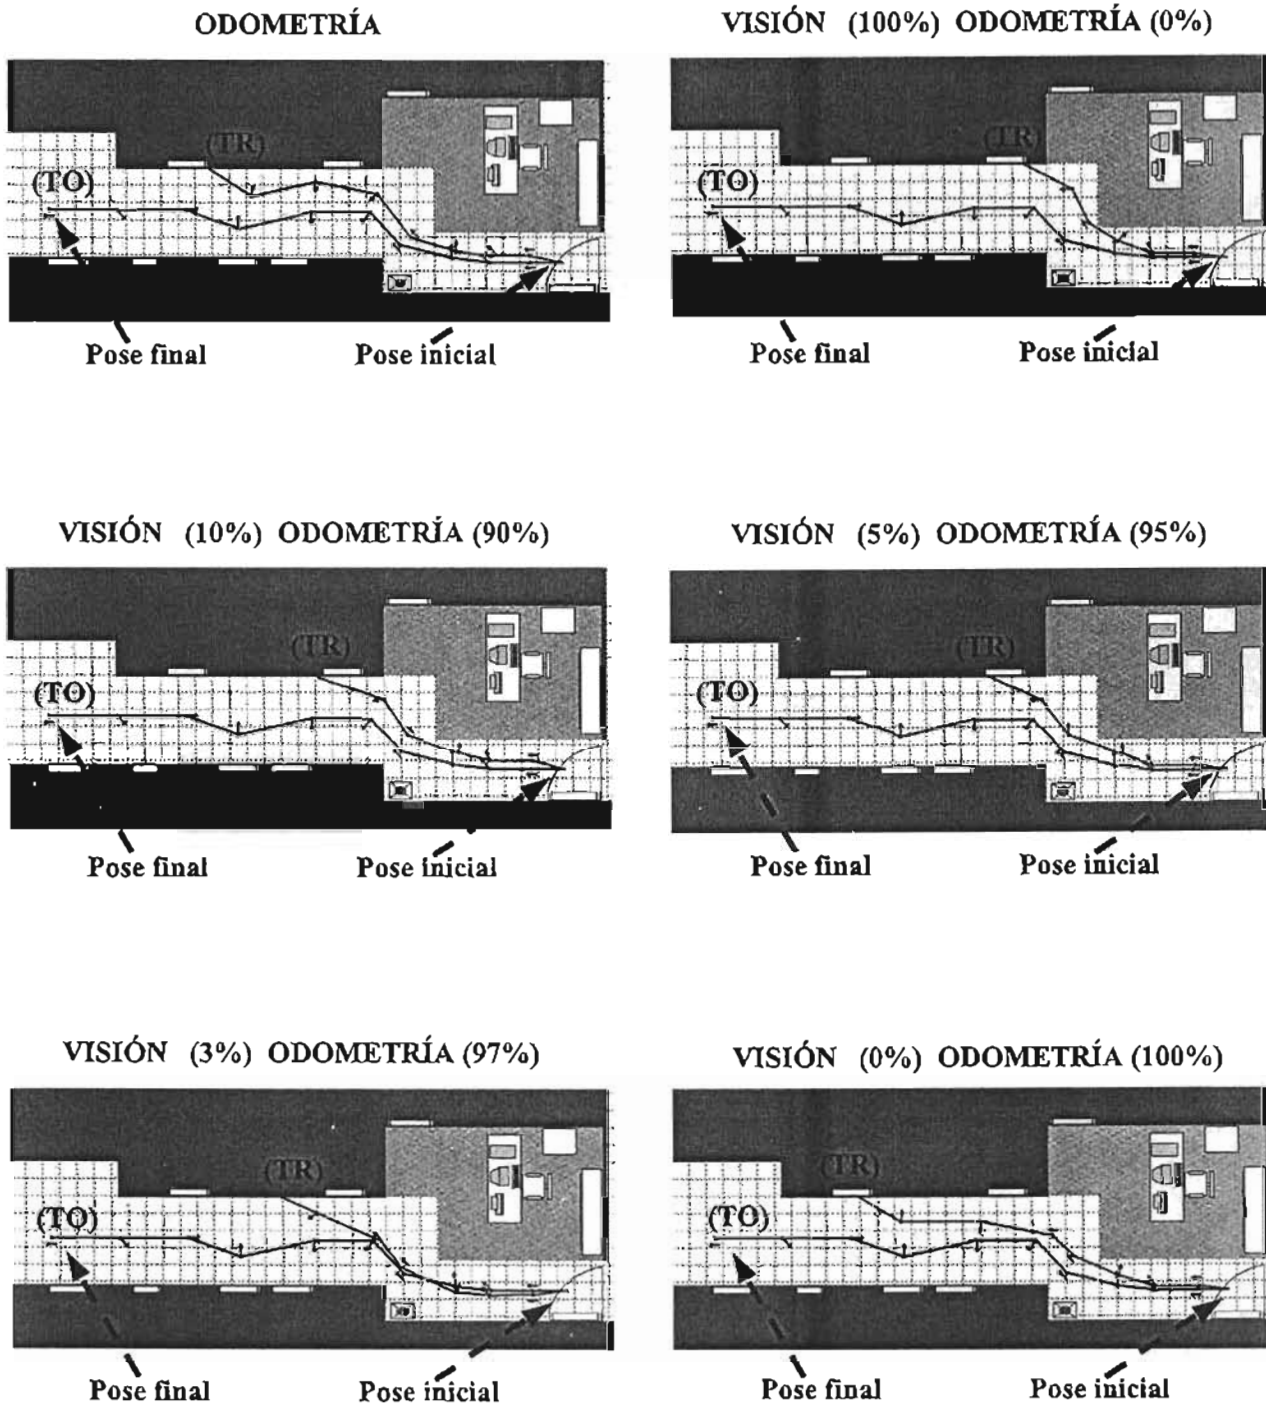 ODOMETRÍA
VISIÓN (100%) ODOMETRÍA (0%)
(TR)
(TO)
Pose final
Pose inicial
(TR)
(TO)
Pose final
Pose inicial
VISIÓN (10%) ODOMETRÍA (90%)
VISIÓN (5%) ODOMETRÍA (95%)
(TR)
(TO)
Pose final
Pose inicial
(TR)
(TO)
Pose final
Pose inicial
VISIÓN (3%) ODOMETRÍA (97%)
VISIÓN (0%) ODOMETRÍA (100%)
(TR)
(TO)
Pose final
Pose inicial
(TR)
(TO)
Pose final
Pose inicial